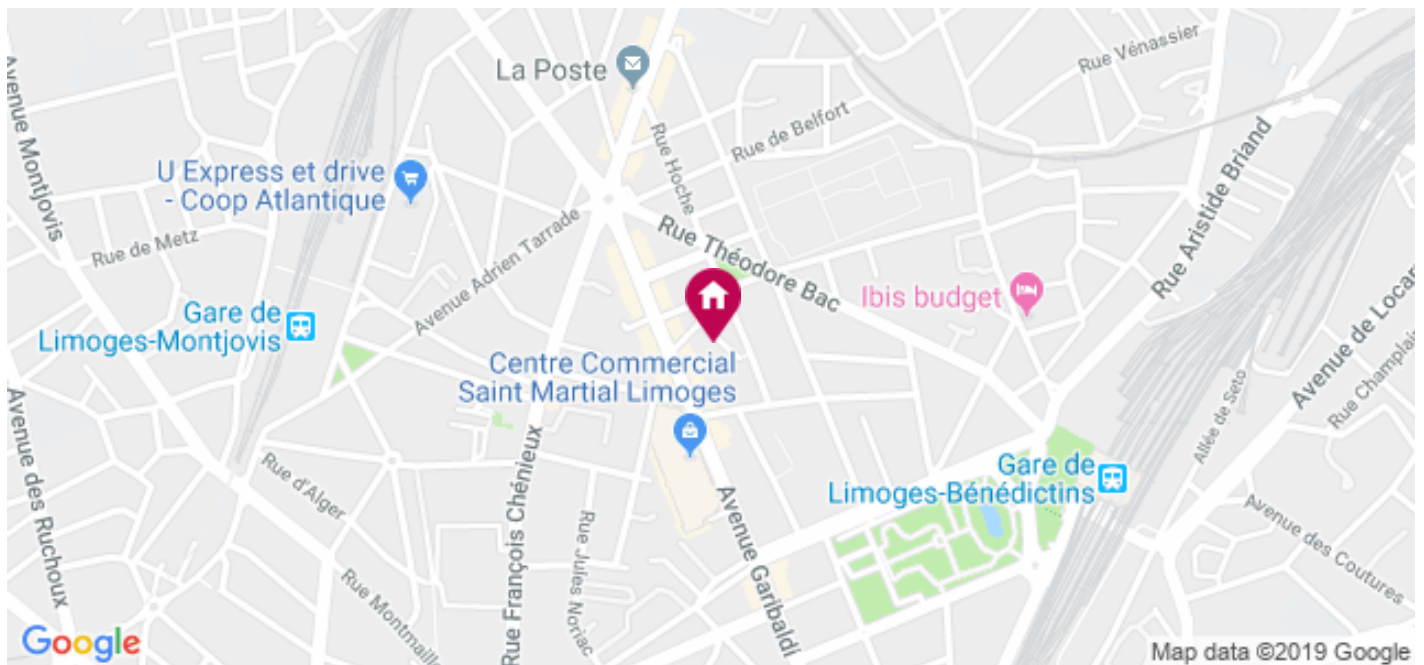 Rue Vénassier
La Poste
Avenue Montjovis
Rue de Belfort
Rue Hoche
Rue Aristide Briand
U Express et drive
- Coop Atlantique
Rue de Metz
Avenue Adrien Tarrade
Rue Théodore Bac
Ibis budget
Gare de
Limoges-Montjovis
Avenue de Locar
Rue Champlain
Centre Commercial
Saint Martial Limoges
Allée de Seto
Avenue des Ruchoux
Rue d'Alger
Rue François Chénieux
Gare de
Limoges-Bénédictins
Avenue Garibaldi
Rue Jules Noriac
Avenue des Coutures
Rue Montmaille
Google
Map data ©2019 Google